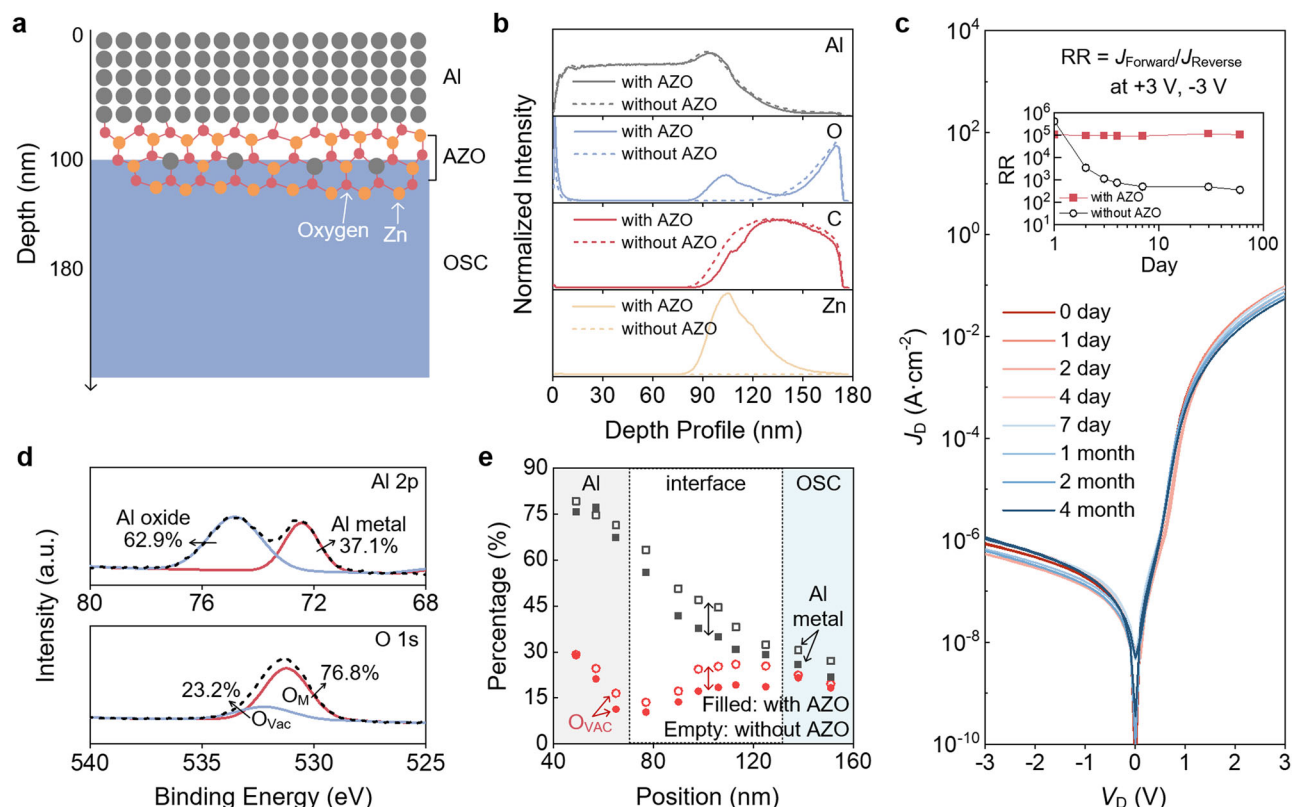 a
0
100
180
Depth (nm)
Al
AZO
OSC
Oxygen
Zn
b
Normalized Intensity
Al
with AZO
without AZO
O
with AZO
without AZO
C
with AZO
without AZO
Zn
with AZO
without AZO
0 30 60 90 120 150 180
Depth Profile (nm)
c
RR = JForward/JReverse
at +3 V, -3 V
10^6
10^5
10^4
10^3
10^2
10^1
RR
with AZO
without AZO
1 10 100
Day
10^4
10^2
10^0
10^-2
10^-4
10^-6
10^-8
10^-10
JD (A·cm^-2)
0 day
1 day
2 day
4 day
7 day
1 month
2 month
4 month
-3 -2 -1 0 1 2 3
VD (V)
d
Intensity (a.u.)
Al 2p
Al oxide
62.9%
Al metal
37.1%
80 76 72 68
O 1s
23.2%
OVac
OM
76.8%
540 535 530 525
Binding Energy (eV)
e
Percentage (%)
90
75
60
45
30
15
0
Al
interface
OSC
Al
metal
OVAC
Filled: with AZO
Empty: without AZO
40 80 120 160
Position (nm)